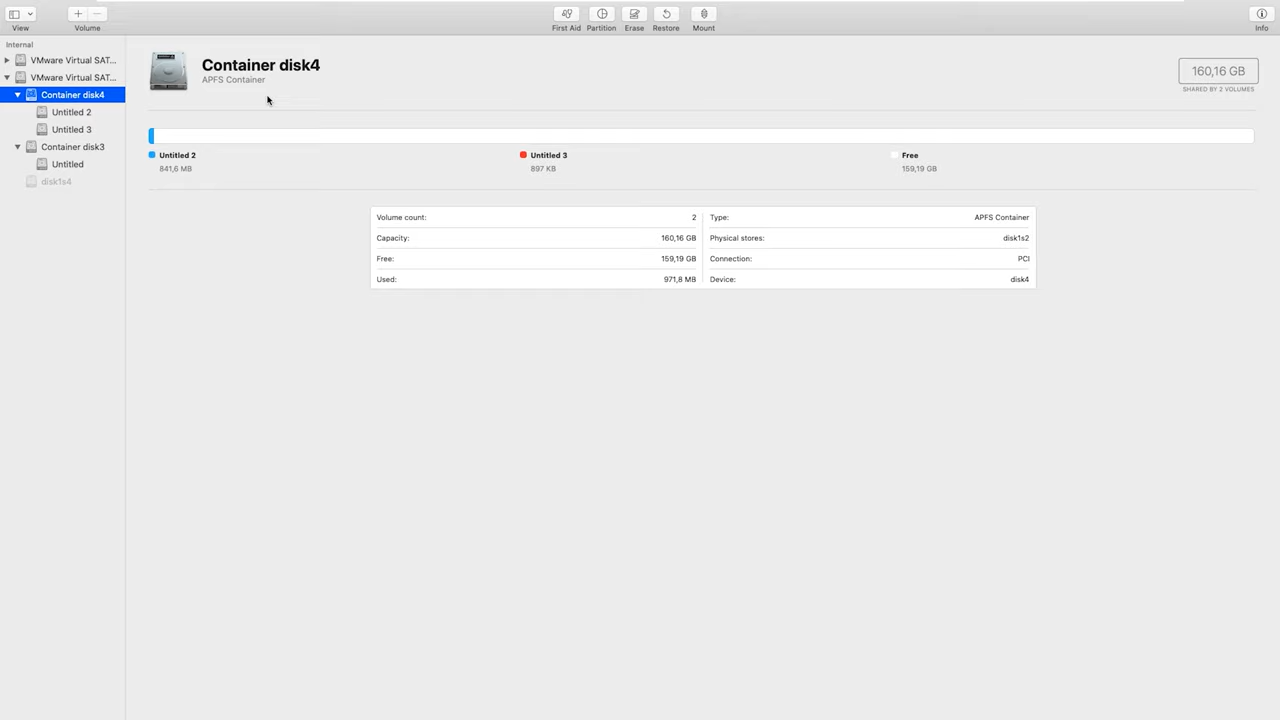 View
Volume
First Aid
Partition
Erase
Restore
Mount
Info
Internal
VMware Virtual SAT...
VMware Virtual SAT...
Container disk4
Untitled 2
Untitled 3
Container disk3
Untitled
disk1s4
Container disk4
APFS Container
160,16 GB
SHARED BY 2 VOLUMES
Untitled 2
841,6 MB
Untitled 3
897 KB
Free
159,19 GB
Volume count: 2
Capacity: 160,16 GB
Free: 159,19 GB
Used: 971,8 MB
Type: APFS Container
Physical stores: disk1s2
Connection: PCI
Device: disk4